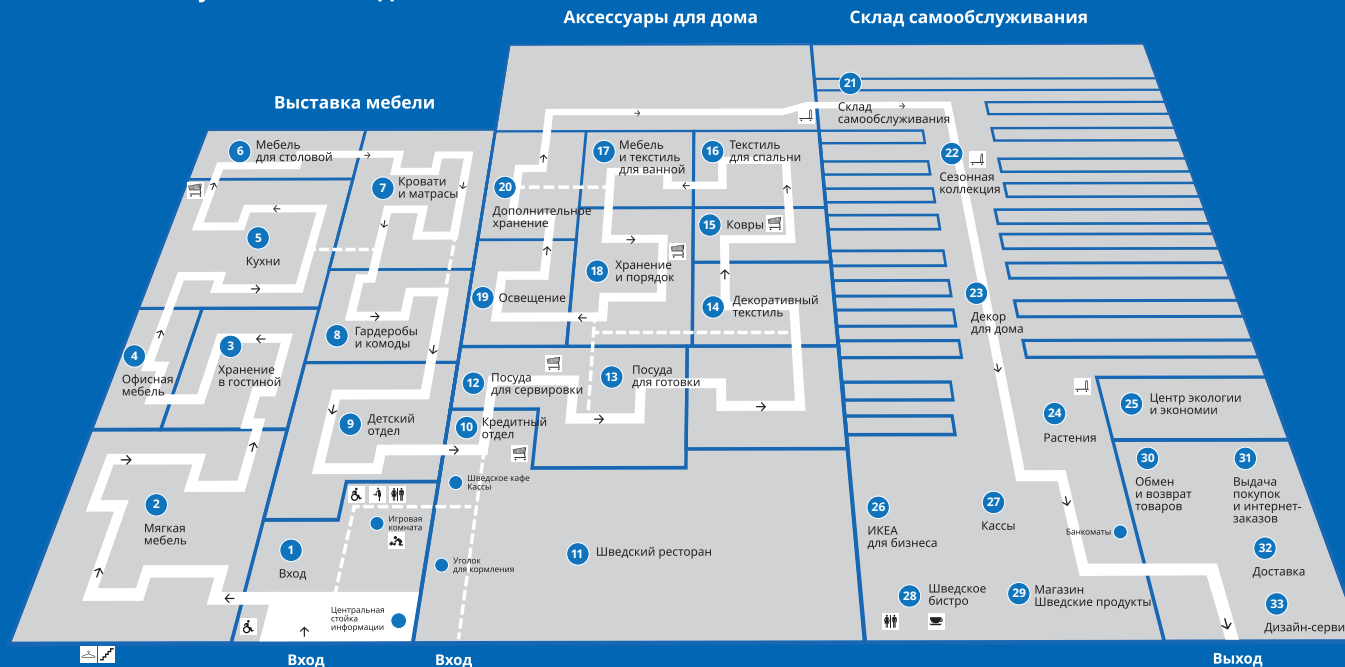 Аксессуары для дома
Склад самообслуживания
Выставка мебели
21
Склад
самообслуживания
6
Мебель
для столовой
17
Мебель
и текстиль
для ванной
16
Текстиль
для спальни
22
Сезонная
коллекция
7
Кровати
и матрасы
20
Дополнительное
хранение
15
Ковры
5
Кухни
18
Хранение
и порядок
19
Освещение
14
Декоративный
текстиль
23
Декор
для дома
8
Гардеробы
и комоды
3
Хранение
в гостиной
4
Офисная
мебель
12
Посуда
для сервировки
13
Посуда
для готовки
9
Детский
отдел
10
Кредитный
отдел
24
Растения
25
Центр экологии
и экономии
30
Обмен
и возврат
товаров
31
Выдача
покупок
и интернет-
заказов
Шведское кафе
Кассы
2
Мягкая
мебель
Игровая
комната
26
ИКЕА
для бизнеса
27
Кассы
Банкоматы
1
Вход
11
Шведский ресторан
32
Доставка
Уголок
для кормления
28
Шведское
бистро
29
Магазин
Шведские продукты
33
Дизайн-серви
Центральная
стойка
информации
Вход
Вход
Выход